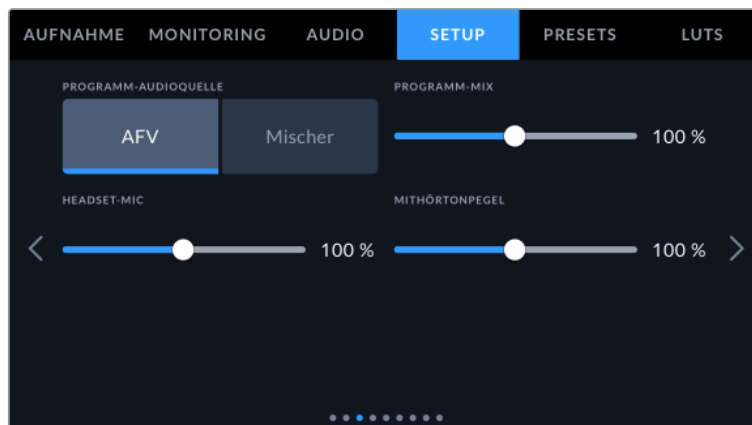 AUFNAHME MONITORING AUDIO SETUP PRESETS LUTS
PROGRAMM-AUDIOQUELLE PROGRAMM-MIX
AFV Mischer 100 %
HEADSET-MIC MITHÖRTONPEGEL
100 % 100 %